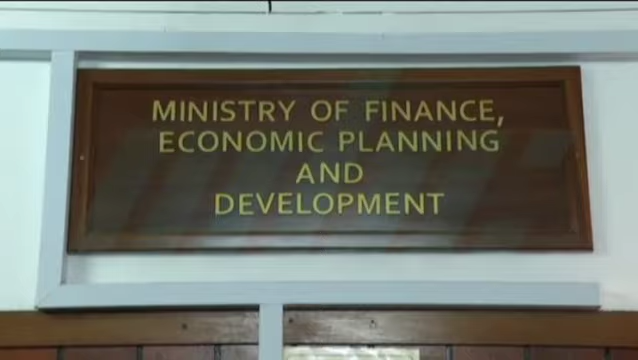 MINISTRY OF FINANCE,
ECONOMIC PLANNING
AND
DEVELOPMENT